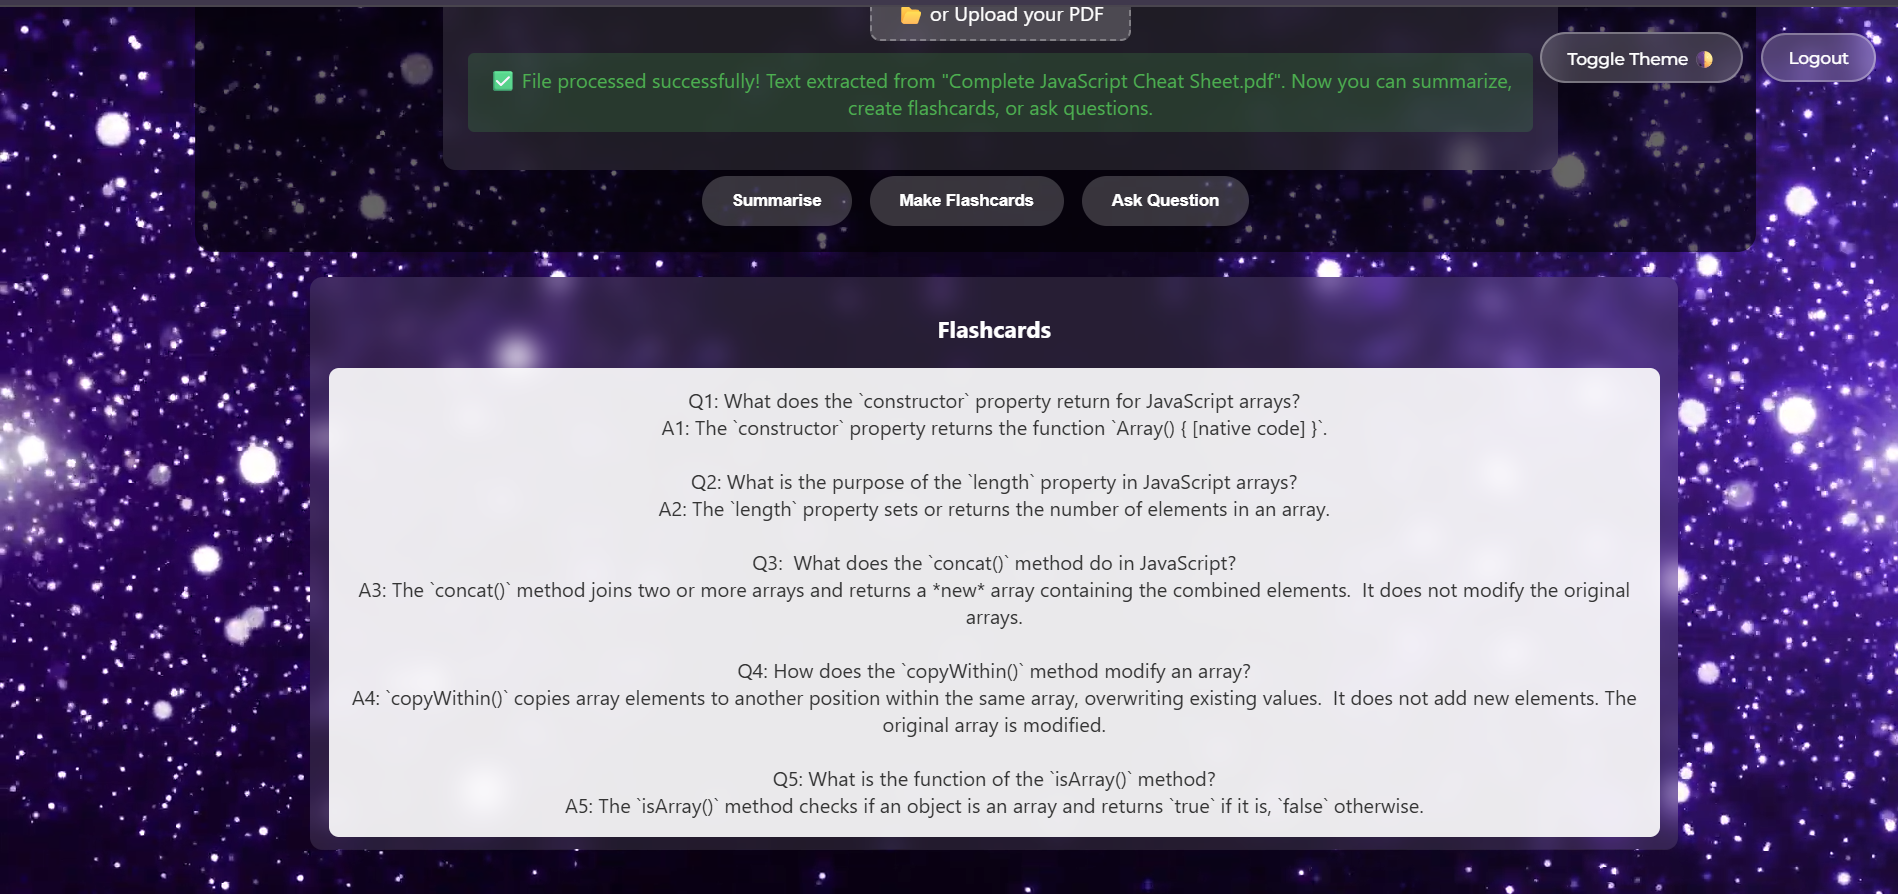 📂 or Upload your PDF
Toggle Theme 🌗
Logout
✅ File processed successfully! Text extracted from "Complete JavaScript Cheat Sheet.pdf". Now you can summarize,
create flashcards, or ask questions.
Summarise
Make Flashcards
Ask Question
Flashcards
Q1: What does the `constructor` property return for JavaScript arrays?
A1: The `constructor` property returns the function `Array() { [native code] }`.
Q2: What is the purpose of the `length` property in JavaScript arrays?
A2: The `length` property sets or returns the number of elements in an array.
Q3:  What does the `concat()` method do in JavaScript?
A3: The `concat()` method joins two or more arrays and returns a *new* array containing the combined elements.  It does not modify the original
arrays.
Q4: How does the `copyWithin()` method modify an array?
A4: `copyWithin()` copies array elements to another position within the same array, overwriting existing values.  It does not add new elements. The
original array is modified.
Q5: What is the function of the `isArray()` method?
A5: The `isArray()` method checks if an object is an array and returns `true` if it is, `false` otherwise.